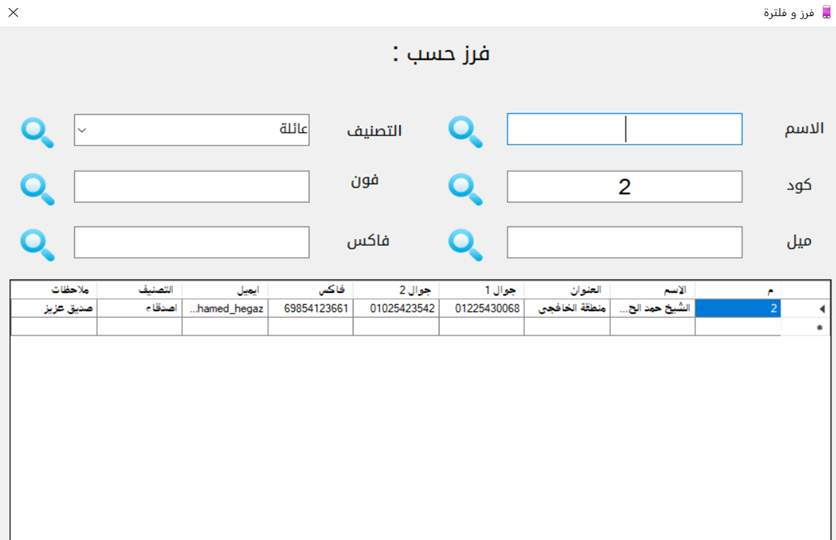 فرز و فلترة
فرز حسب :
الاسم التصنيف عائلة
كود 2 فون
ميل فاكس
م الاسم العنوان جوال 1 جوال 2 فاكس ايميل التصنيف ملاحظات
2 الشيخ حمد الح... منطقة الخافجي 01225430068 01025423542 69854123661 hamed_hegaz... اصدقاء صديق عزيز